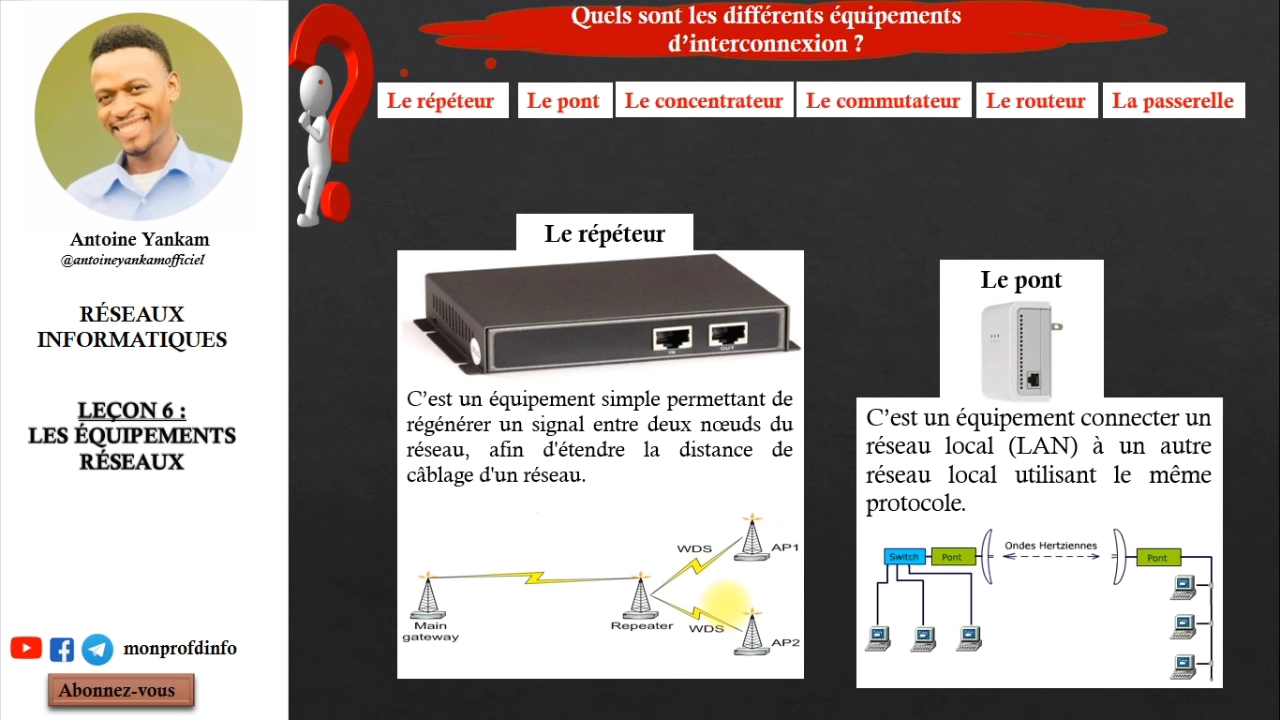 Quels sont les différents équipements
d'interconnexion ?
Le répéteur
Le pont
Le concentrateur
Le commutateur
Le routeur
La passerelle
Antoine Yankam
@antoineyankamofficiel
RÉSEAUX
INFORMATIQUES
LEÇON 6 :
LES ÉQUIPEMENTS
RÉSEAUX
monprofdinfo
Abonnez-vous
Le répéteur
IN
OUT
C'est un équipement simple permettant de
régénérer un signal entre deux nœuds du
réseau, afin d'étendre la distance de
câblage d'un réseau.
WDS
AP1
Main
gateway
Repeater
WDS
AP2
Le pont
C'est un équipement connecter un
réseau local (LAN) à un autre
réseau local utilisant le même
protocole.
Switch
Pont
Ondes Hertziennes
Pont